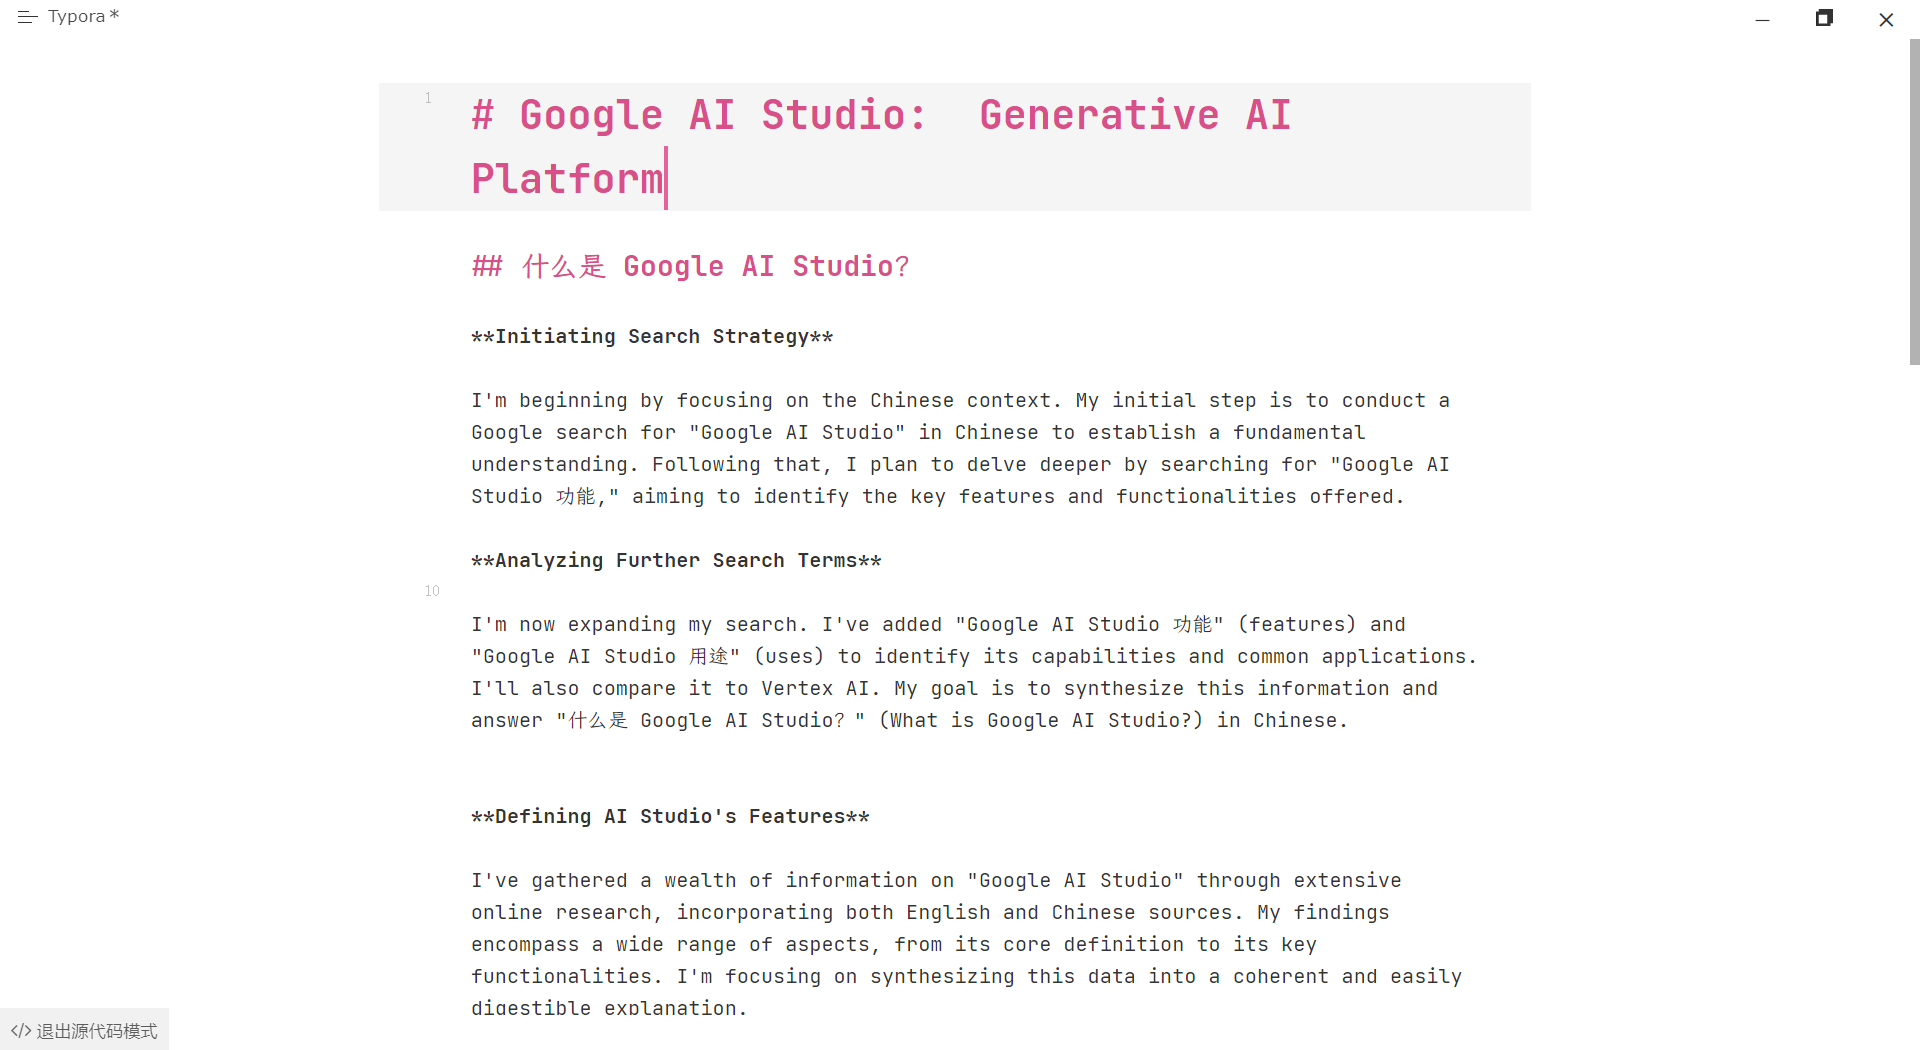 Typora *
1
# Google AI Studio:  Generative AI
Platform
## 什么是 Google AI Studio？
**Initiating Search Strategy**
I'm beginning by focusing on the Chinese context. My initial step is to conduct a
Google search for "Google AI Studio" in Chinese to establish a fundamental
understanding. Following that, I plan to delve deeper by searching for "Google AI
Studio 功能," aiming to identify the key features and functionalities offered.
**Analyzing Further Search Terms**
10
I'm now expanding my search. I've added "Google AI Studio 功能" (features) and
"Google AI Studio 用途" (uses) to identify its capabilities and common applications.
I'll also compare it to Vertex AI. My goal is to synthesize this information and
answer "什么是 Google AI Studio？" (What is Google AI Studio?) in Chinese.
**Defining AI Studio's Features**
I've gathered a wealth of information on "Google AI Studio" through extensive
online research, incorporating both English and Chinese sources. My findings
encompass a wide range of aspects, from its core definition to its key
functionalities. I'm focusing on synthesizing this data into a coherent and easily
digestible explanation.
</> 退出源代码模式